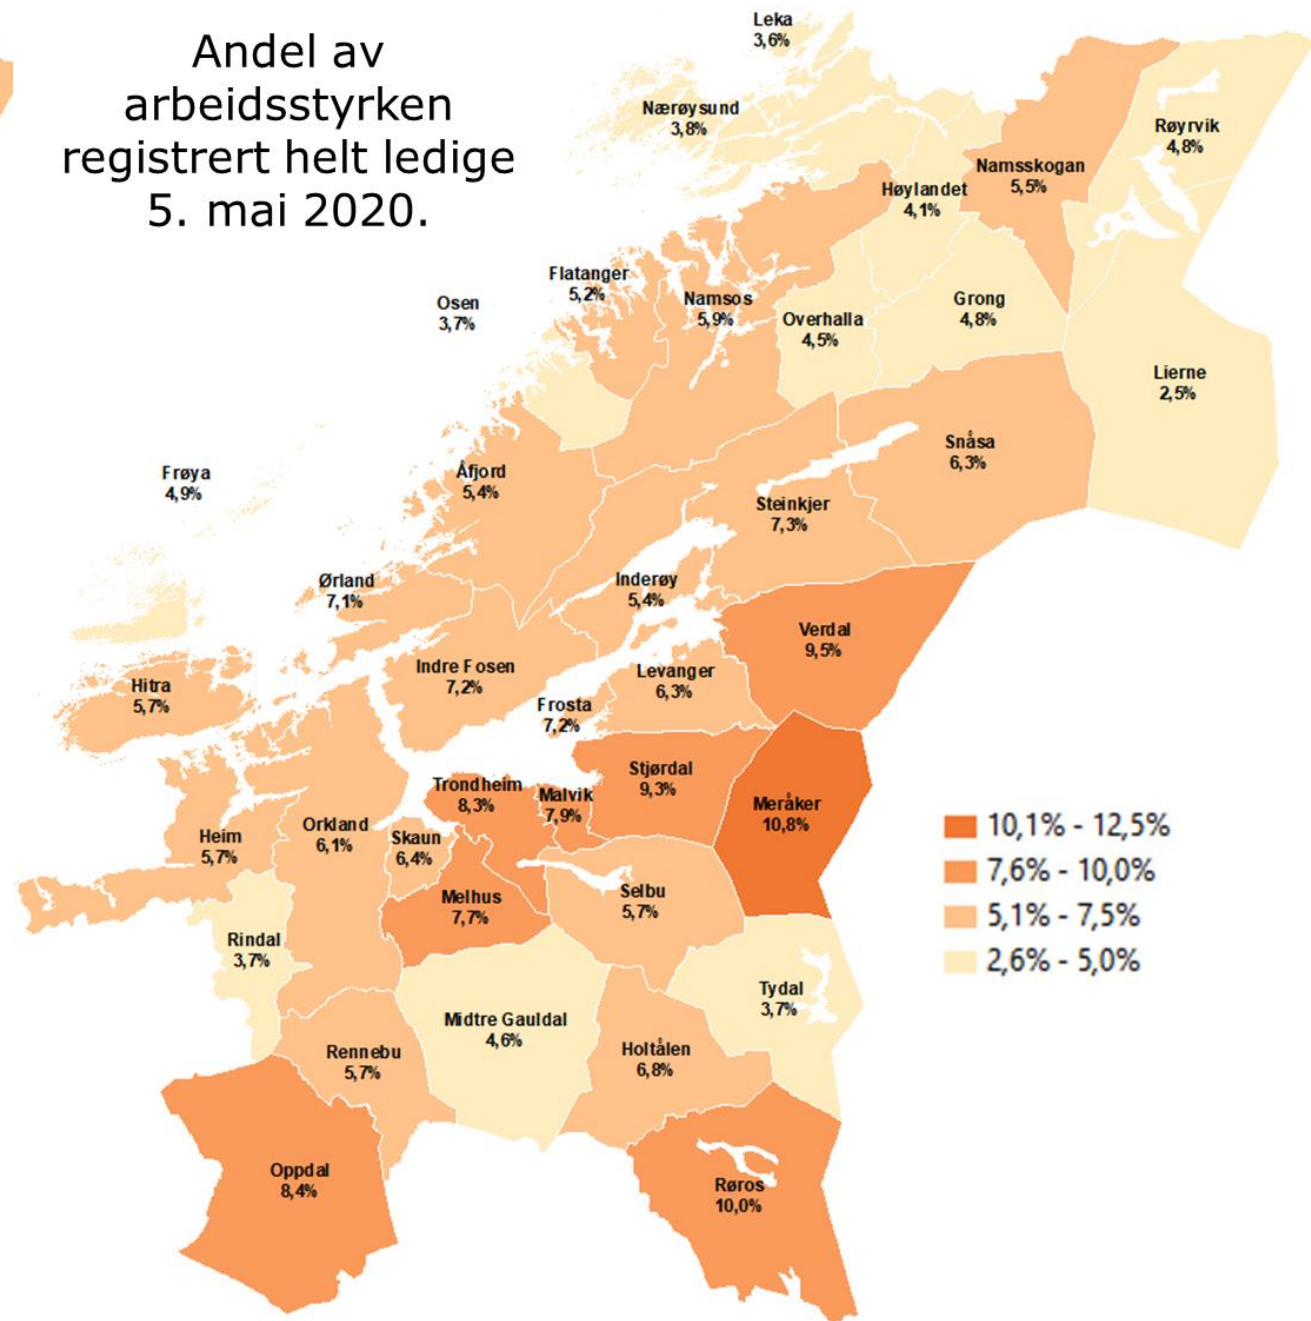 Andel av
arbeidsstyrken
registrert helt ledige
5. mai 2020.
Leka
3,6%
Nærøysund
3,8%
Røyrvik
4,8%
Namsskogan
5,5%
Høylandet
4,1%
Flatanger
5,2%
Osen
3,7%
Namsos
5,9%
Overhalla
4,5%
Grong
4,8%
Lierne
2,5%
Snåsa
6,3%
Frøya
4,9%
Åfjord
5,4%
Steinkjer
7,3%
Ørland
7,1%
Inderøy
5,4%
Verdal
9,5%
Indre Fosen
7,2%
Levanger
6,3%
Hitra
5,7%
Frosta
7,2%
Stjørdal
9,3%
Trondheim
8,3%
Malvik
7,9%
Meråker
10,8%
Heim
5,7%
Orkland
6,1%
Skaun
6,4%
Melhus
7,7%
Selbu
5,7%
Rindal
3,7%
Tydal
3,7%
Midtre Gauldal
4,6%
Rennebu
5,7%
Holtålen
6,8%
Oppdal
8,4%
Røros
10,0%
10,1% - 12,5%
7,6% - 10,0%
5,1% - 7,5%
2,6% - 5,0%